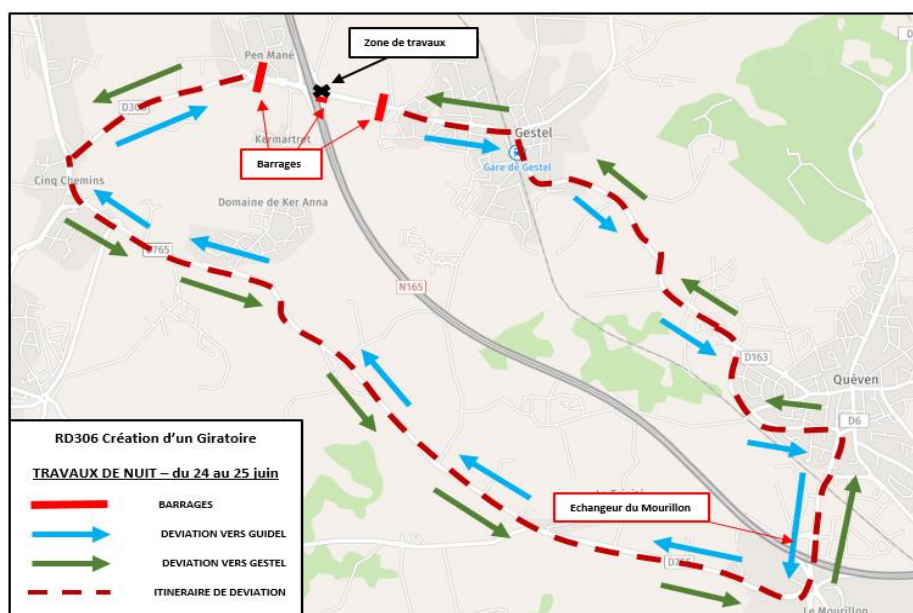 Zone de travaux
Pen Mané
D306
Kermartret
Barrages
Gestel
Gare de Gestel
Cinq Chemins
Domaine de Ker Anna
D765
N165
D163
Quéven
D6
RD306 Création d'un Giratoire
TRAVAUX DE NUIT – du 24 au 25 juin
BARRAGES
DEVIATION VERS GUIDEL
DEVIATION VERS GESTEL
ITINERAIRE DE DEVIATION
Echangeur du Mourillon
D765
Le Mourillon